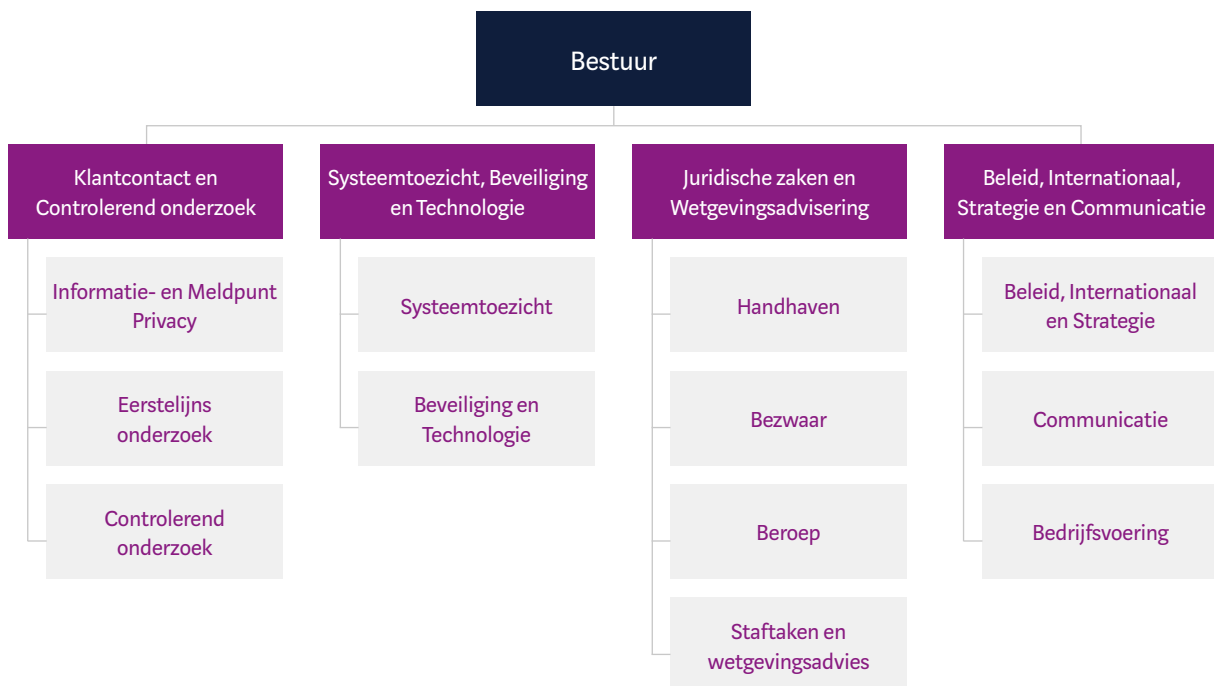 Bestuur
Klantcontact en
Controlerend onderzoek
Informatie- en Meldpunt
Privacy
Eerstelijns
onderzoek
Controlerend
onderzoek
Systeemtoezicht, Beveiliging
en Technologie
Systeemtoezicht
Beveiliging en
Technologie
Juridische zaken en
Wetgevingsadvisering
Handhaven
Bezwaar
Beroep
Staftaken en
wetgevingsadvies
Beleid, Internationaal,
Strategie en Communicatie
Beleid, Internationaal
en Strategie
Communicatie
Bedrijfsvoering